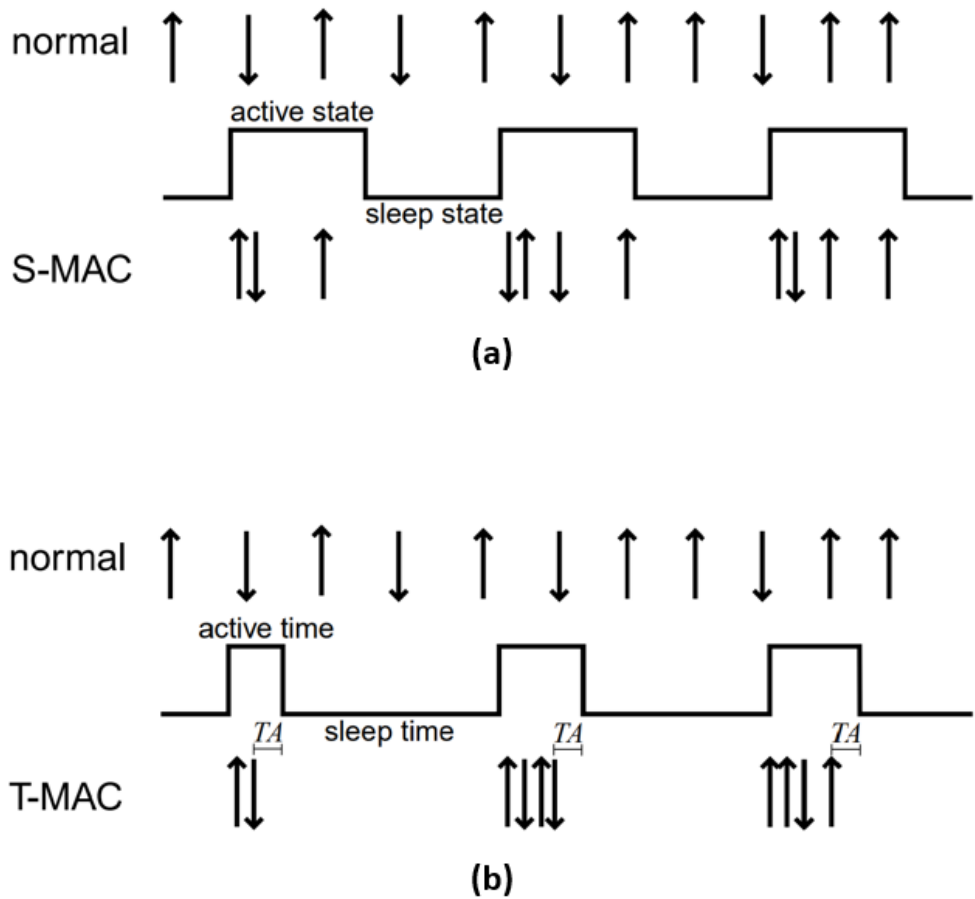 normal
active state
sleep state
S-MAC
(a)
normal
active time
sleep time
TA
TA
TA
T-MAC
(b)